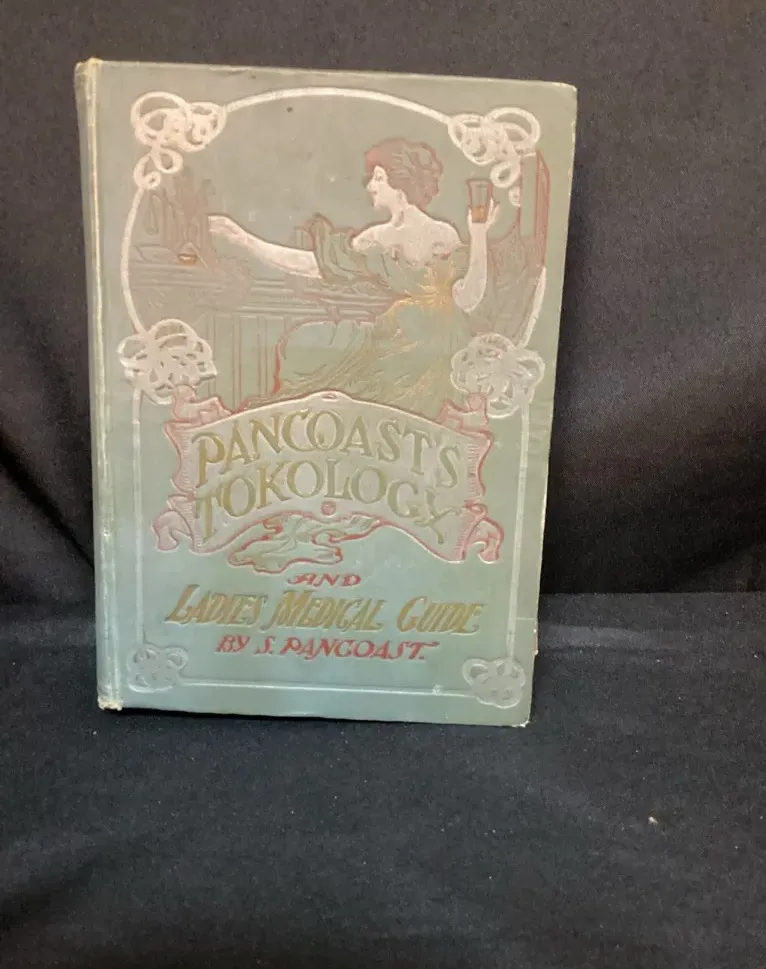 PANCOAST'S
TOKOLOGY
AND
LADIES MEDICAL GUIDE
BY S. PANCOAST.